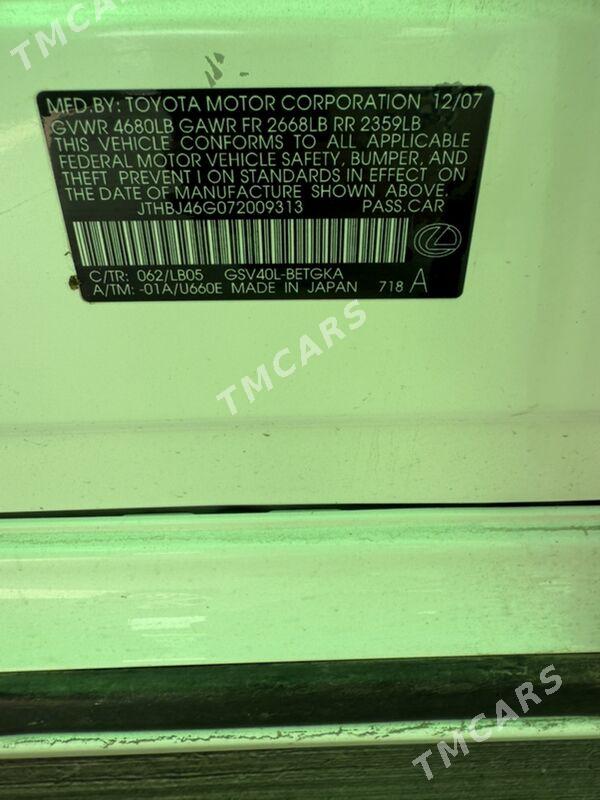 TMCARS
MFD.BY: TOYOTA MOTOR CORPORATION 12/07
GVWR 4680LB GAWR FR 2668LB RR 2359LB
THIS VEHICLE CONFORMS TO ALL APPLICABLE
FEDERAL MOTOR VEHICLE SAFETY, BUMPER, AND
THEFT PREVENTION STANDARDS IN EFFECT ON
THE DATE OF MANUFACTURE SHOWN ABOVE.
JTHBJ46G072009313 PASS.CAR
C/TR: 062/LB05 GSV40L-BETGKA
A/TM: -01A/U660E MADE IN JAPAN 718 A
TMCARS
TMCARS
TMCARS